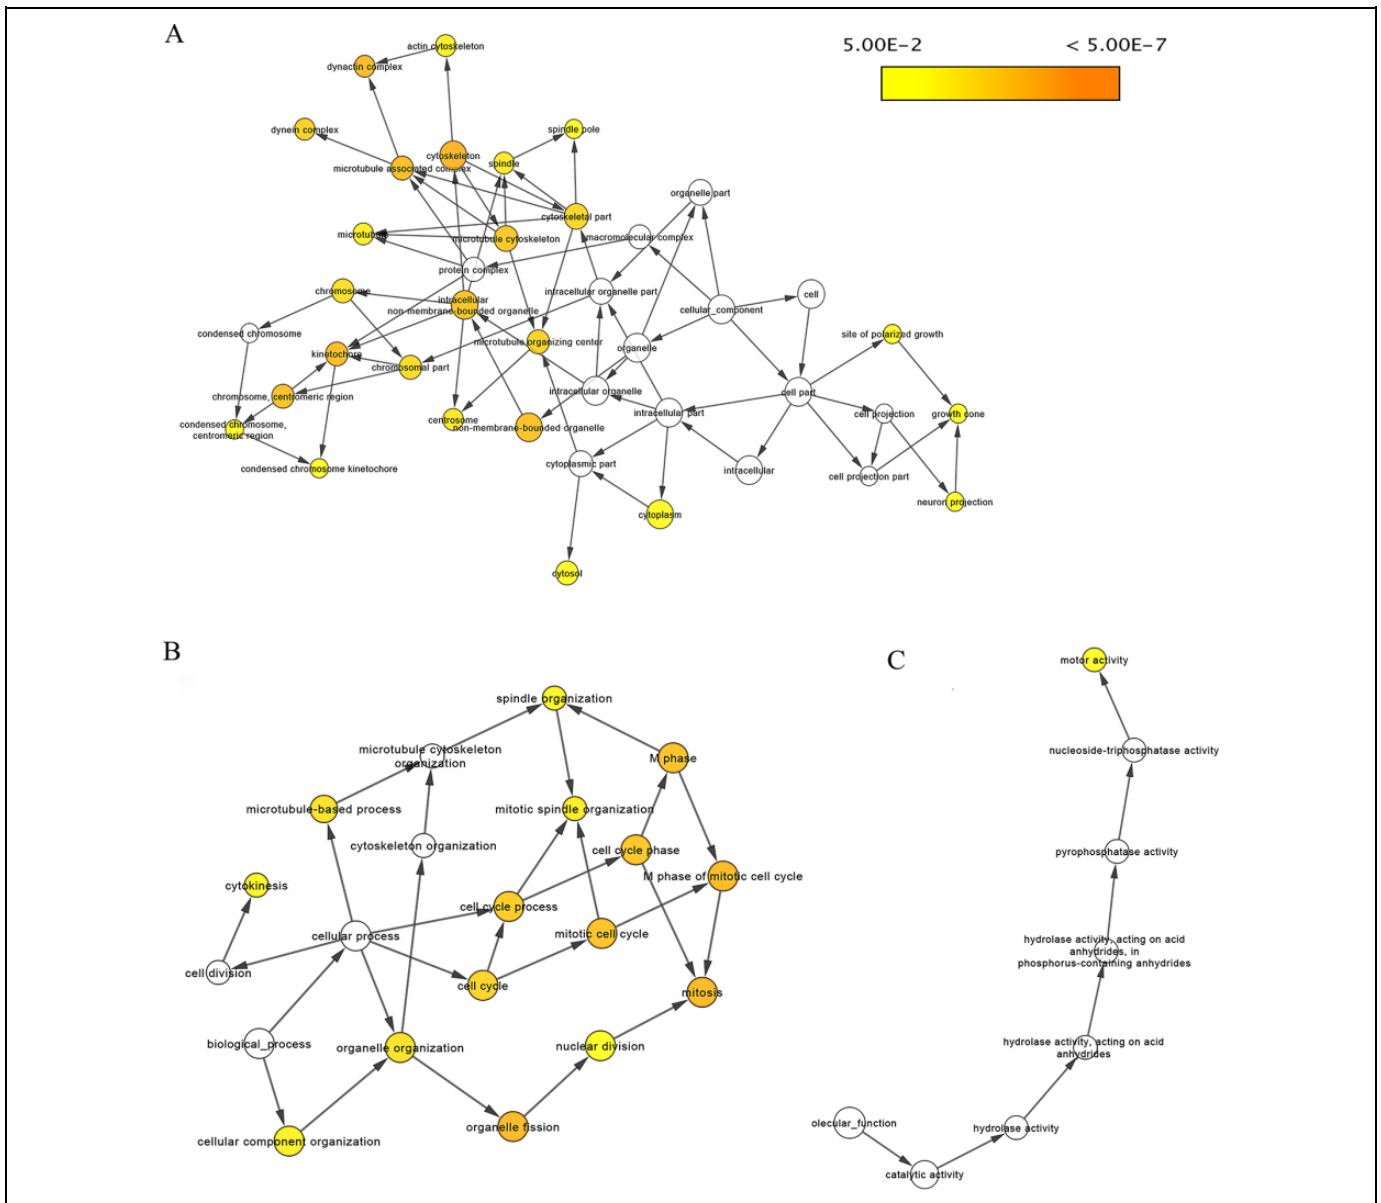 A
5.00E-2
< 5.00E-7
actin cytoskeleton
dynactin complex
dynein complex
spindle pole
cytoskeleton
spindle
microtubule associated complex
organelle part
cytoskeletal part
microtubule
microtubule cytoskeleton
macromolecular complex
protein complex
chromosome
intracellular
non-membrane-bounded organelle
intracellular organelle part
cell
cellular_component
condensed chromosome
site of polarized growth
microtubule organizing center
organelle
kinetochore
chromosomal part
chromosome, centromeric region
intracellular organelle
cell part
intracellular part
cell projection
growth cone
centrosome
non-membrane-bounded organelle
condensed chromosome,
centromeric region
condensed chromosome kinetochore
cytoplasmic part
intracellular
cell projection part
neuron projection
cytoplasm
cytosol
B
spindle organization
microtubule cytoskeleton
organization
M phase
microtubule-based process
mitotic spindle organization
cytoskeleton organization
cell cycle phase
cytokinesis
M phase of mitotic cell cycle
cell cycle process
cellular process
mitotic cell cycle
cell division
cell cycle
mitosis
biological_process
organelle organization
nuclear division
organelle fission
cellular component organization
C
motor activity
nucleoside-triphosphatase activity
pyrophosphatase activity
hydrolase activity, acting on acid
anhydrides, in
phosphorus-containing anhydrides
hydrolase activity, acting on acid
anhydrides
olecular_function
hydrolase activity
catalytic activity